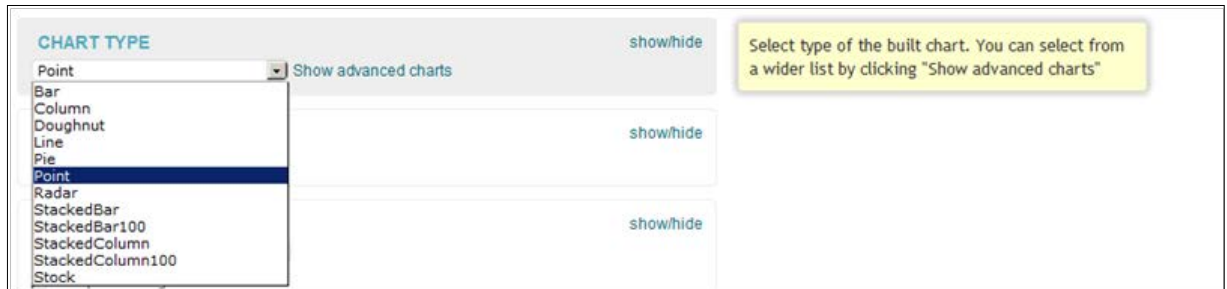 CHART TYPE
show/hide
Point
Show advanced charts
Bar
Column
Doughnut
Line
Pie
Point
Radar
StackedBar
StackedBar100
StackedColumn
StackedColumn100
Stock
show/hide
show/hide
Select type of the built chart. You can select from
a wider list by clicking "Show advanced charts"